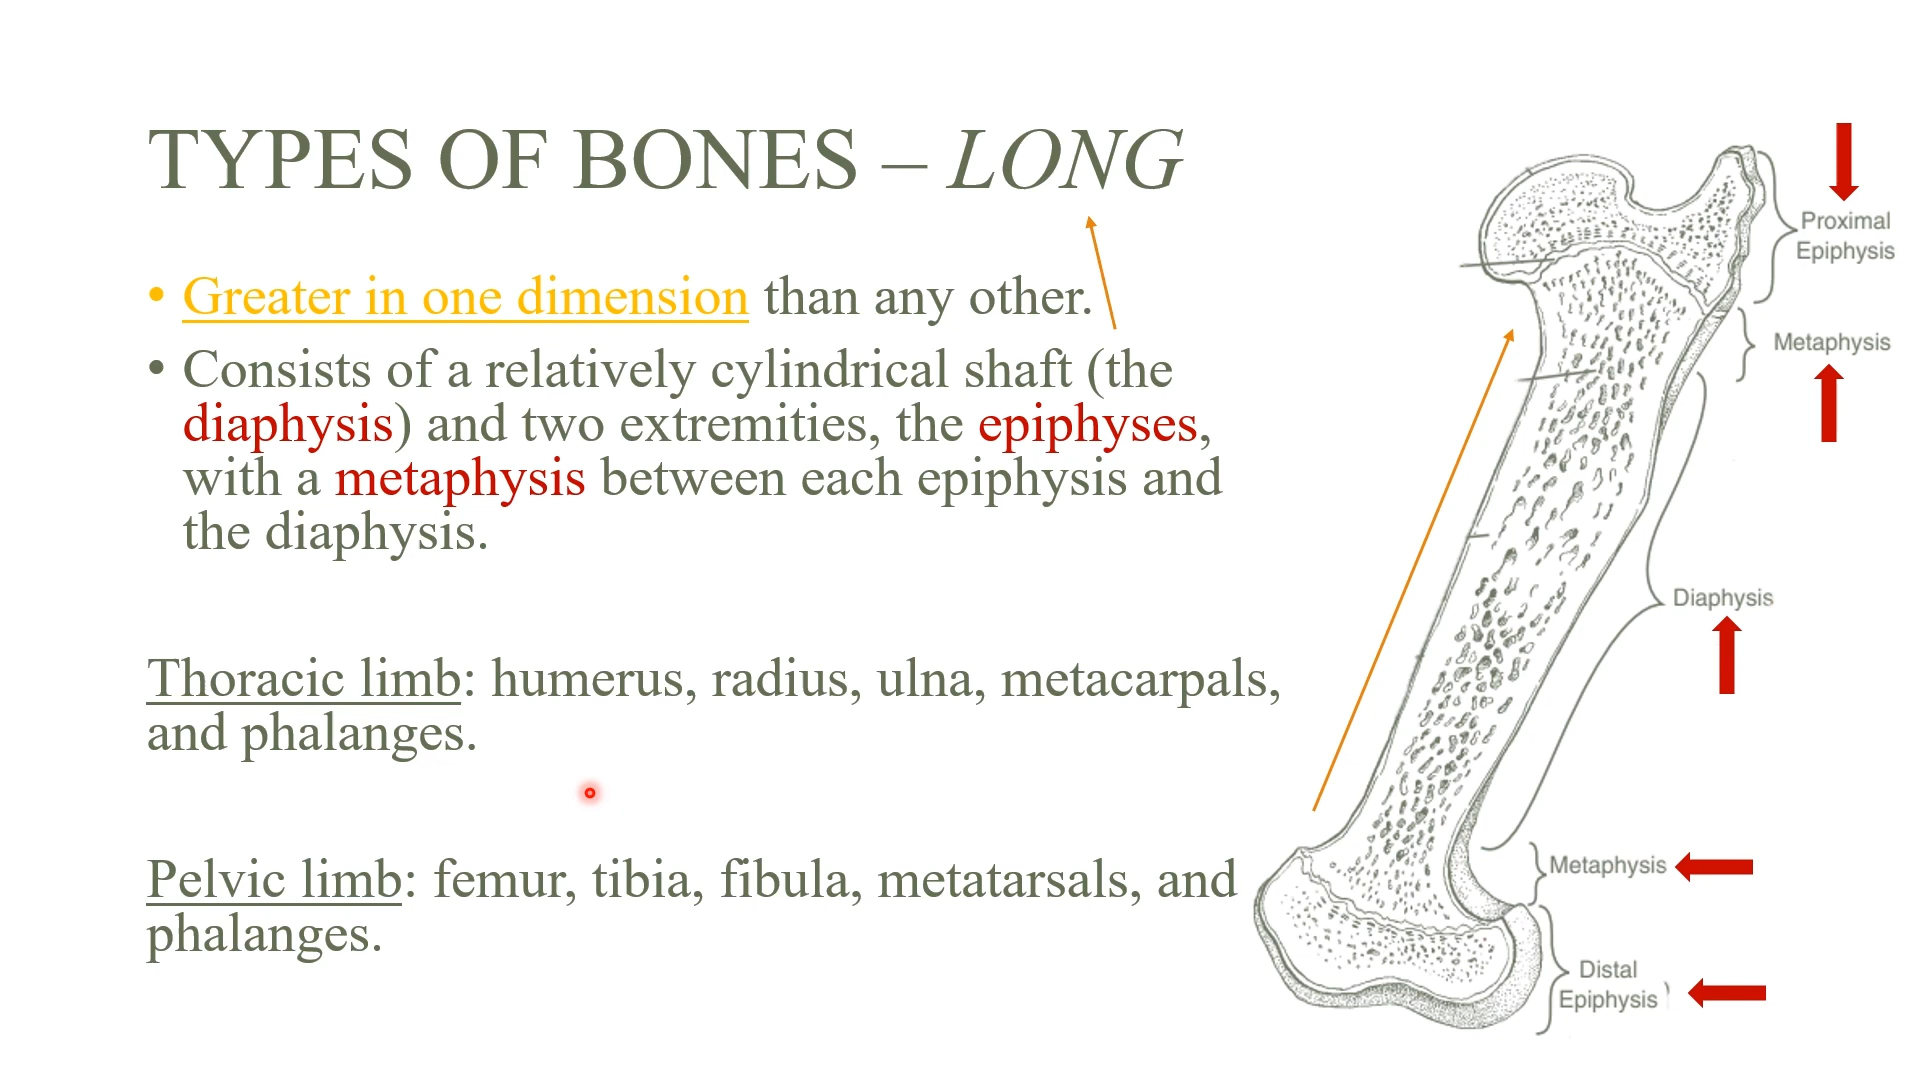 TYPES OF BONES – LONG
• Greater in one dimension than any other.
• Consists of a relatively cylindrical shaft (the
diaphysis) and two extremities, the epiphyses,
with a metaphysis between each epiphysis and
the diaphysis.
Thoracic limb: humerus, radius, ulna, metacarpals,
and phalanges.
Pelvic limb: femur, tibia, fibula, metatarsals, and
phalanges.
Proximal
Epiphysis
Metaphysis
Diaphysis
Metaphysis
Distal
Epiphysis